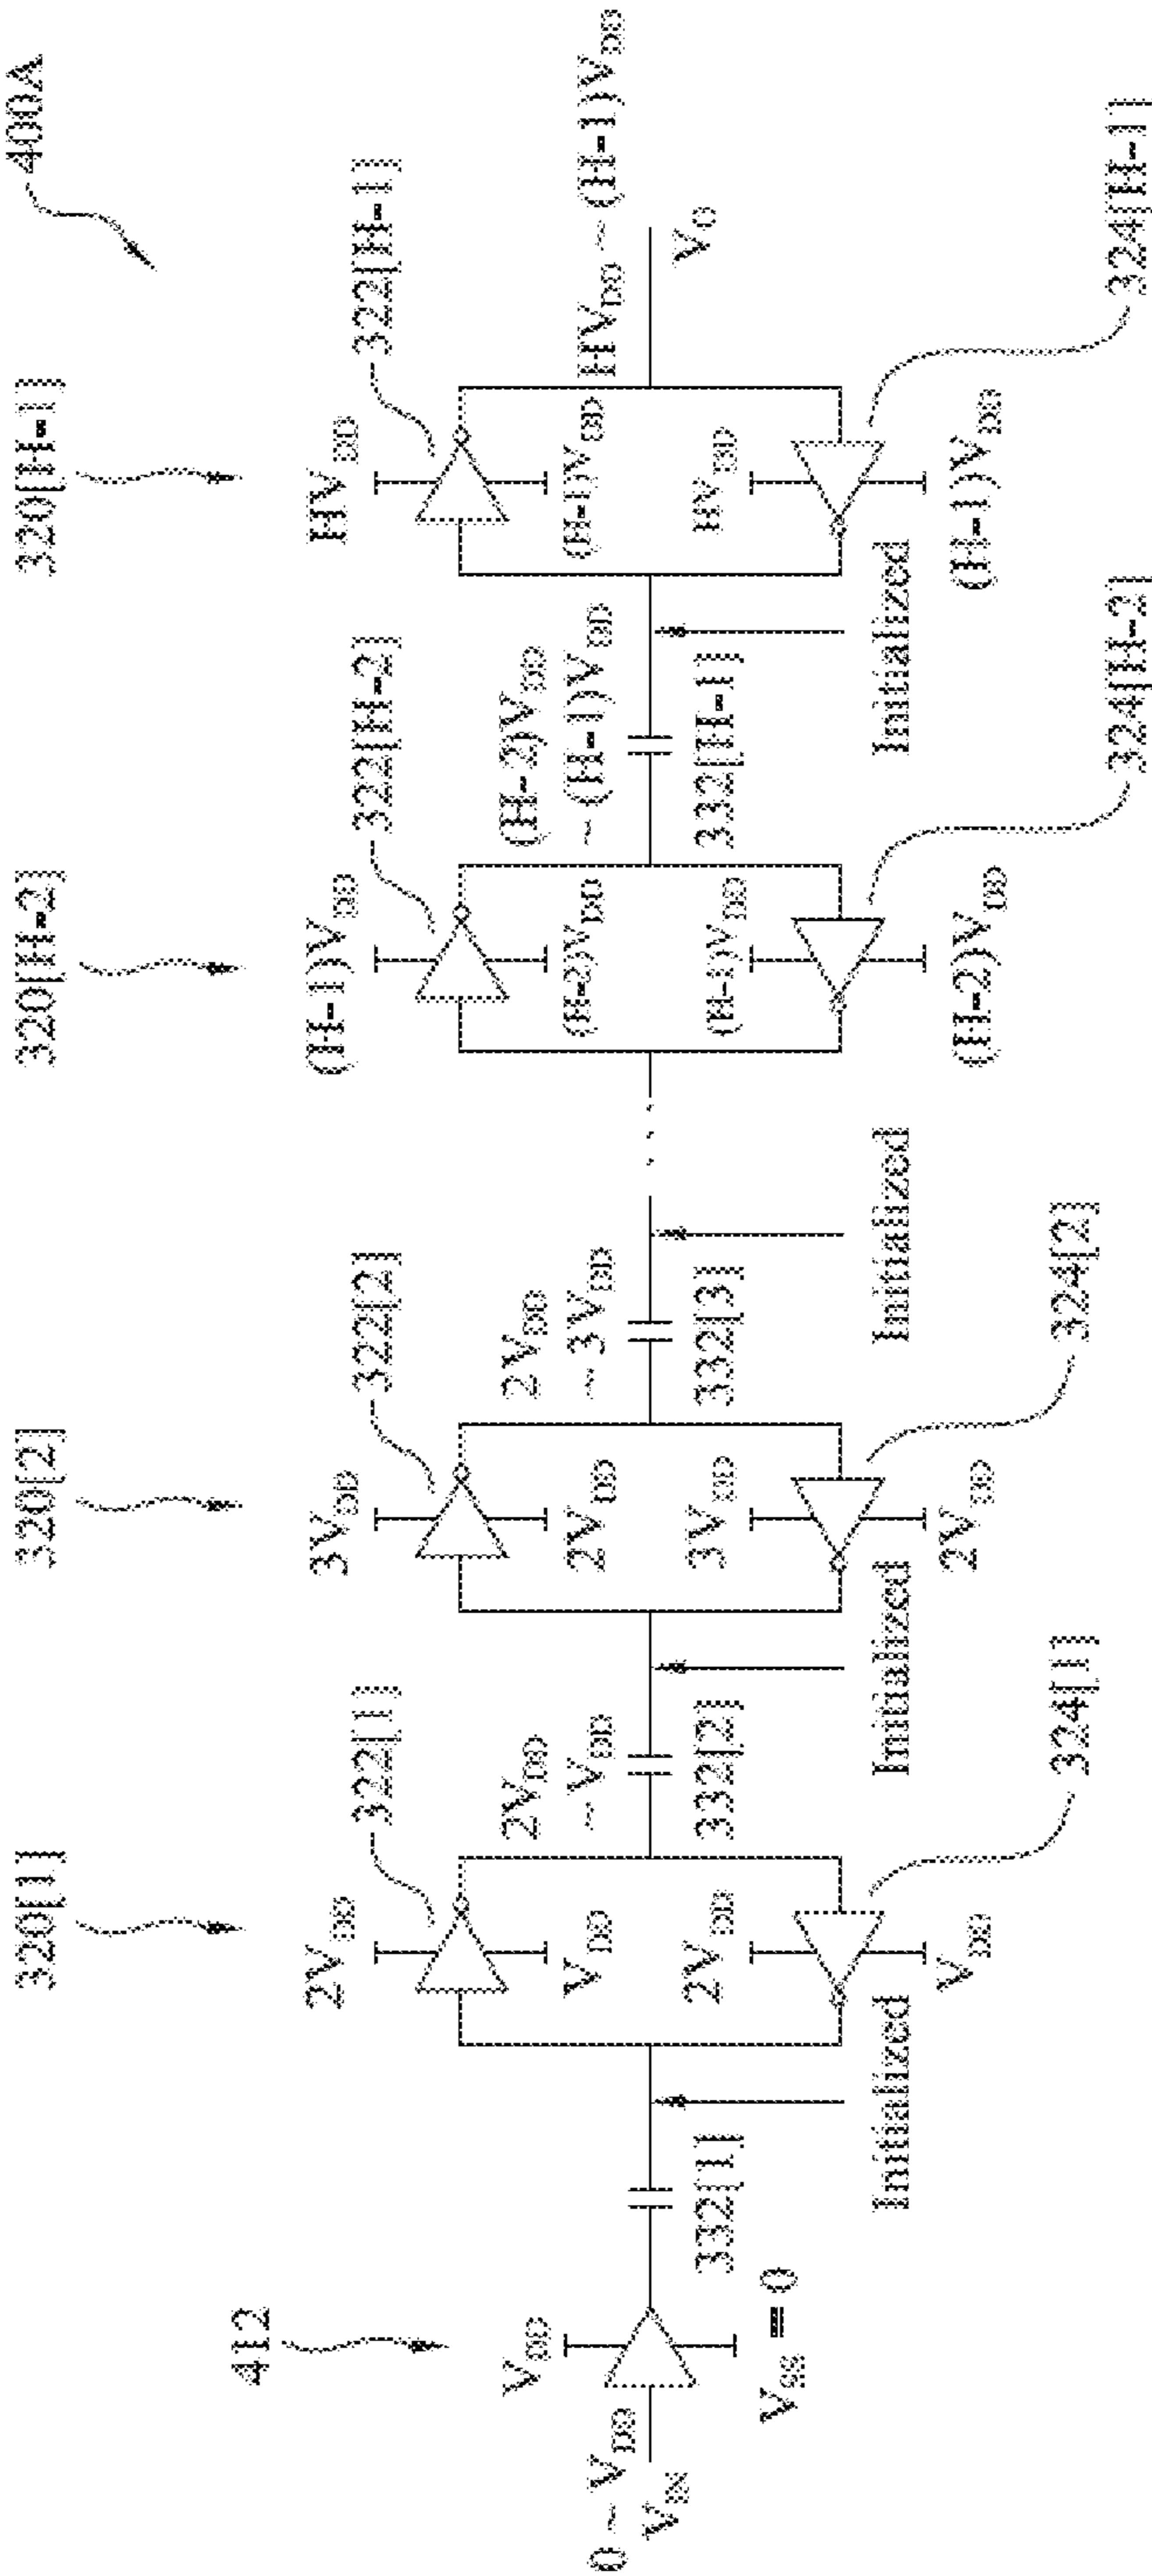 400A
320[1]
320[2]
320[H-2]
320[H-1]
412
V_DD
0 ~ V_DD
V_IN
V_SS = 0
332[1]
Initialized
2V_DD
322[1]
V_DD
2V_DD
V_DD
324[1]
2V_DD
~ V_DD
332[2]
Initialized
3V_DD
322[2]
2V_DD
3V_DD
2V_DD
324[2]
2V_DD
~ 3V_DD
332[3]
Initialized
. . .
(H-1)V_DD
322[H-2]
(H-2)V_DD
(H-1)V_DD
(H-2)V_DD
324[H-2]
(H-2)V_DD
~ (H-1)V_DD
332[H-1]
Initialized
HV_DD
322[H-1]
(H-1)V_DD
HV_DD
(H-1)V_DD
324[H-1]
HV_DD ~ (H-1)V_DD
V_O